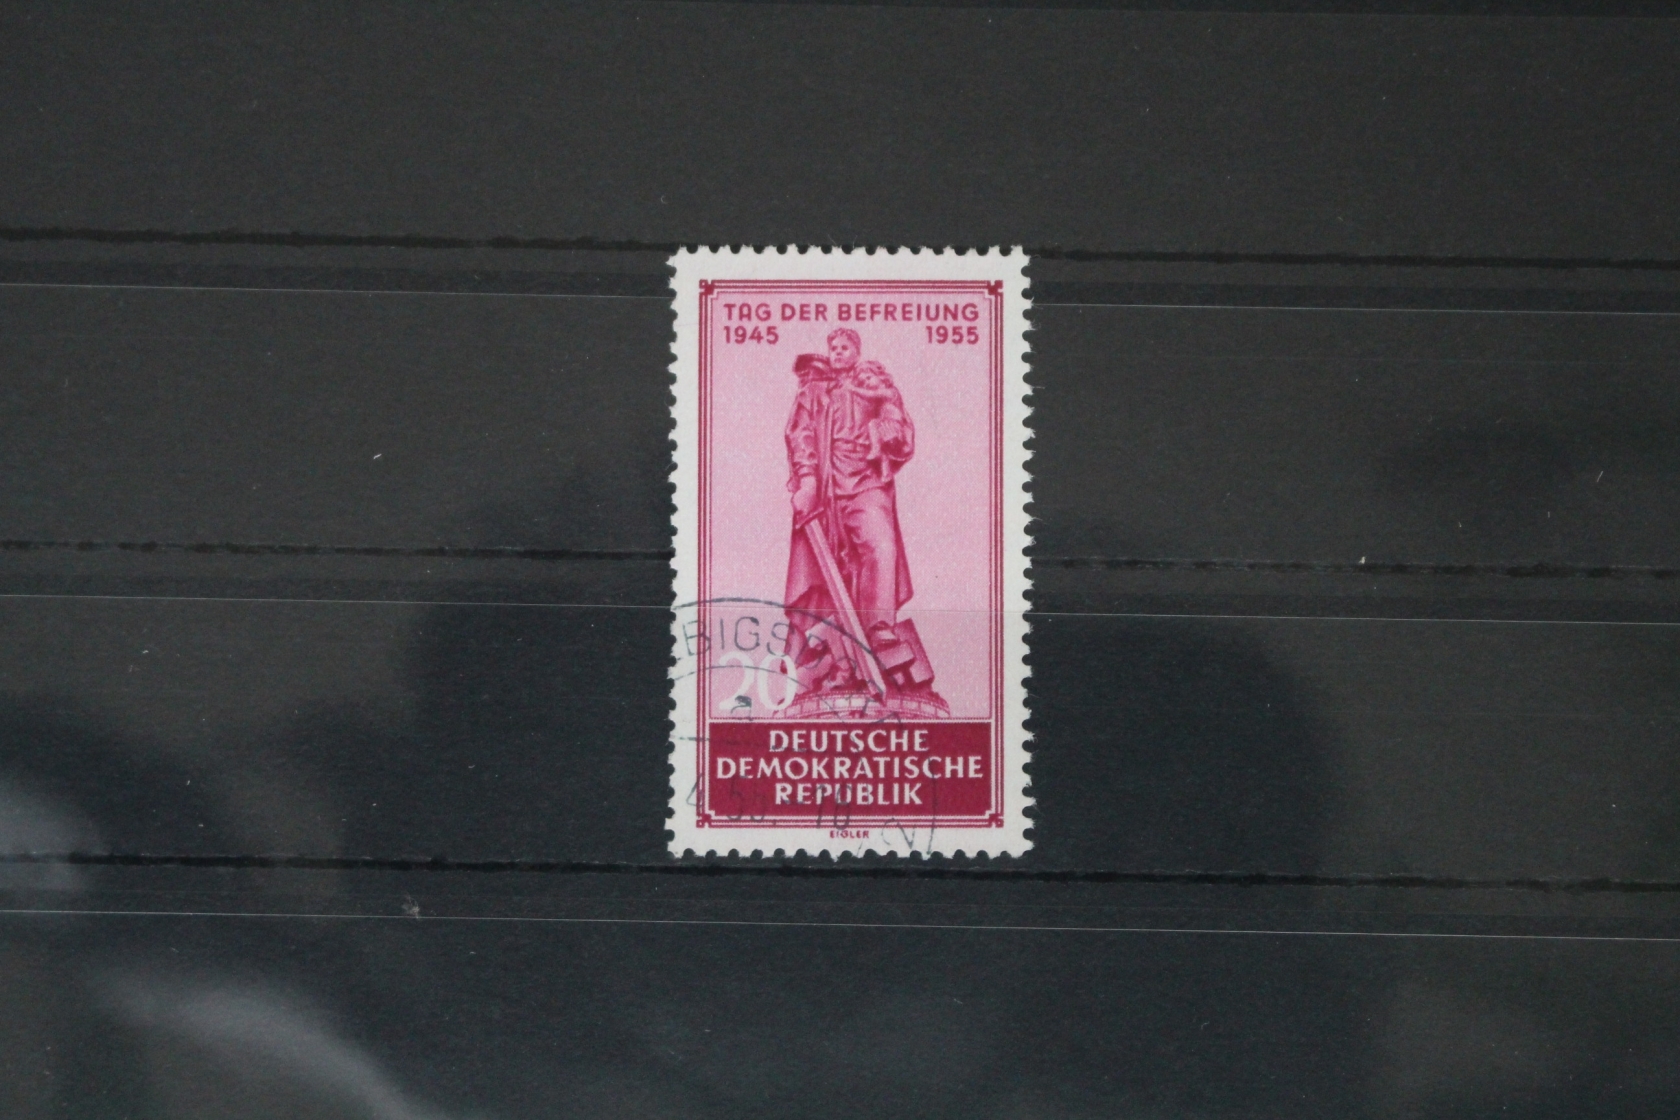 TAG DER BEFREIUNG
1945 1955
20
DEUTSCHE
DEMOKRATISCHE
REPUBLIK
EIGLER